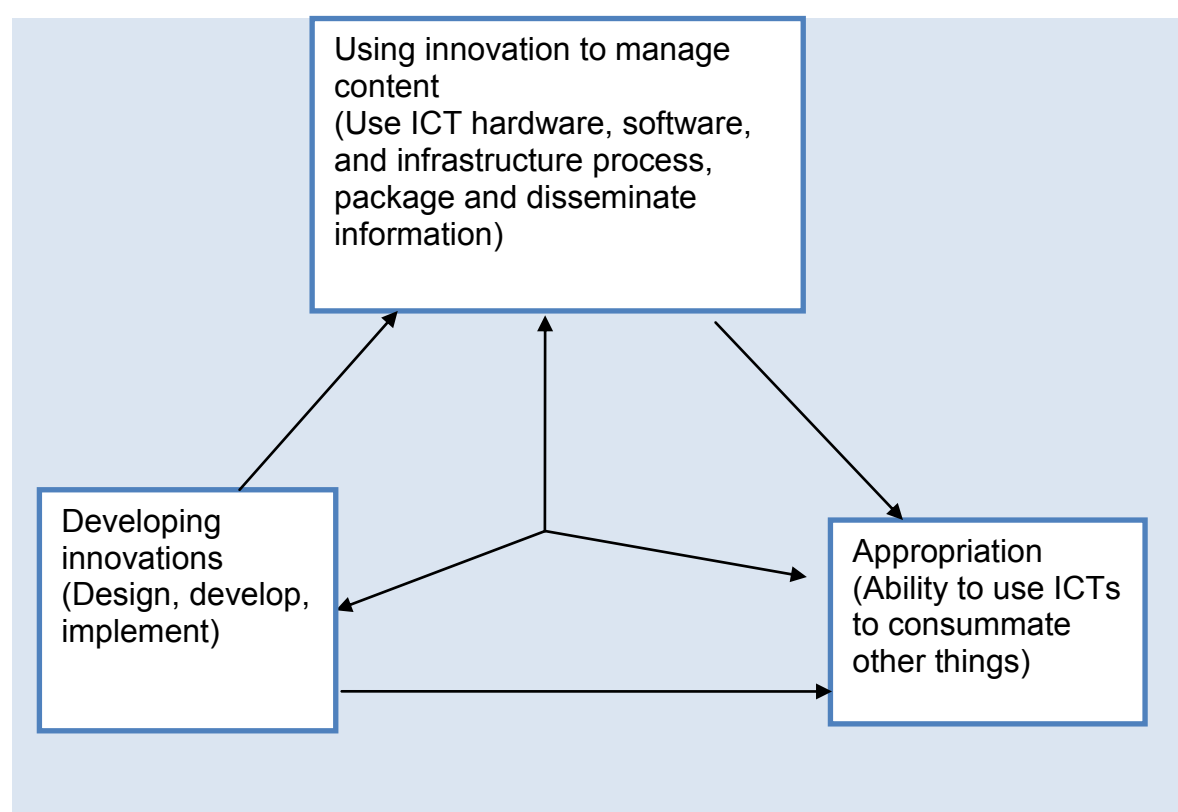 Using innovation to manage
content
(Use ICT hardware, software,
and infrastructure process,
package and disseminate
information)
Developing
innovations
(Design, develop,
implement)
Appropriation
(Ability to use ICTs
to consummate
other things)